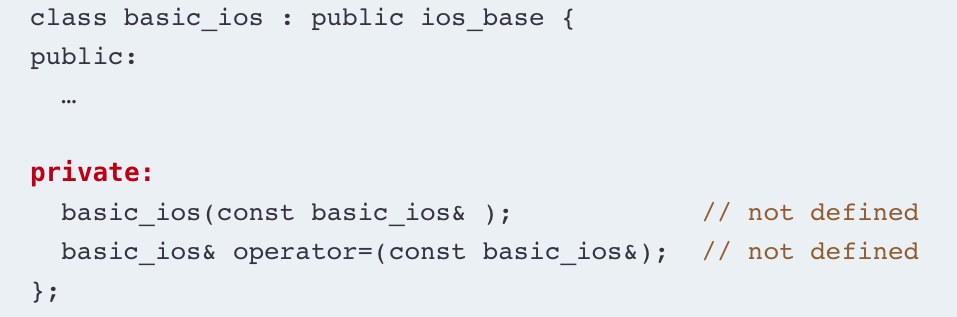 class basic_ios : public ios_base {
public:
  …
private:
  basic_ios(const basic_ios& );            // not defined
  basic_ios& operator=(const basic_ios&);  // not defined
};